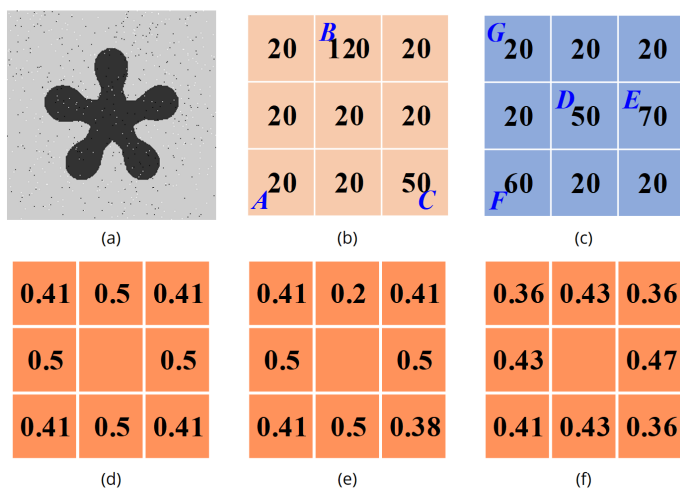 B
20 120 20
20 20 20
20 20 50
A C
G
20 20 20
D E
20 50 70
60 20 20
F
(a) (b) (c)
0.41 0.5 0.41
0.5 0.5
0.41 0.5 0.41
0.41 0.2 0.41
0.5 0.5
0.41 0.5 0.38
0.36 0.43 0.36
0.43 0.47
0.41 0.43 0.36
(d) (e) (f)